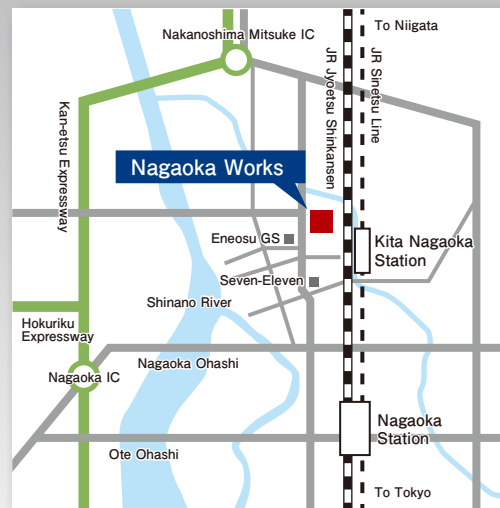 To Niigata
Nakanoshima Mitsuke IC
JR Jyoetsu Shinkansen
JR Sinetsu Line
Kan-etsu Expressway
Nagaoka Works
Eneosu GS
Kita Nagaoka
Station
Seven-Eleven
Shinano River
Hokuriku
Expressway
Nagaoka Ohashi
Nagaoka IC
Nagaoka
Station
Ote Ohashi
To Tokyo